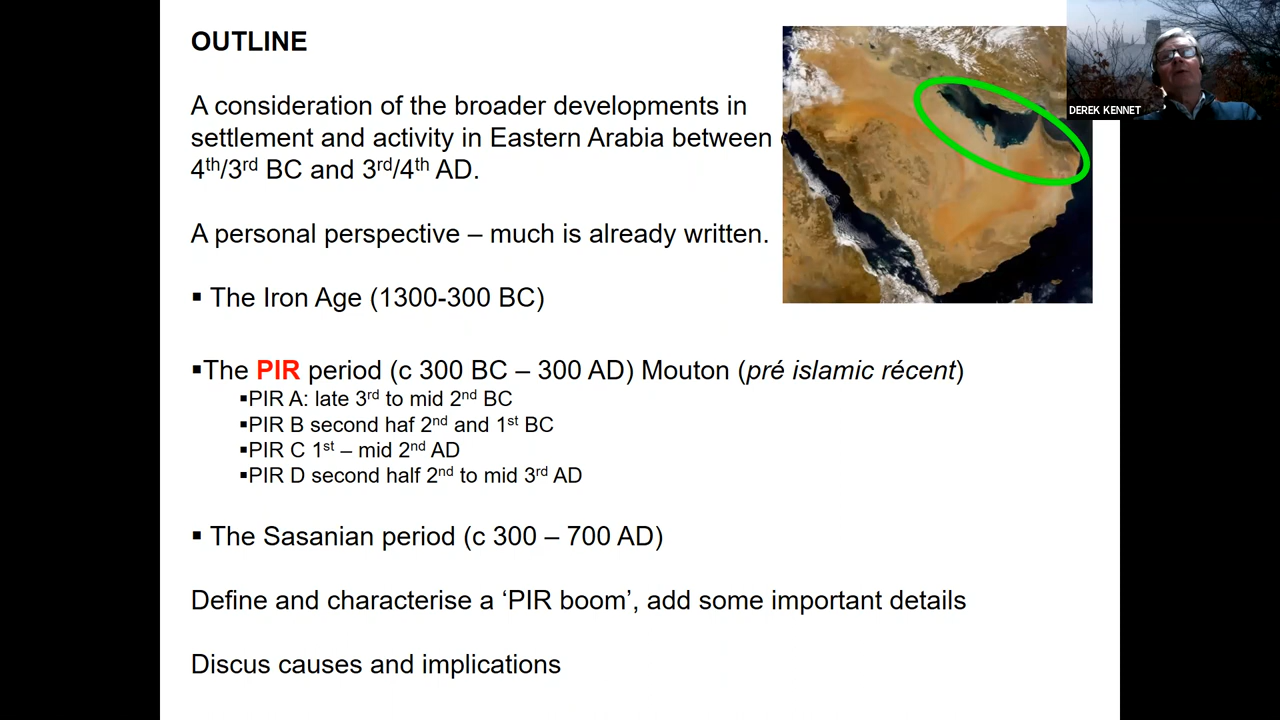 OUTLINE
A consideration of the broader developments in
settlement and activity in Eastern Arabia between
4th/3rd BC and 3rd/4th AD.
A personal perspective – much is already written.
▪ The Iron Age (1300-300 BC)
▪The PIR period (c 300 BC – 300 AD) Mouton (pré islamic récent)
▪PIR A: late 3rd to mid 2nd BC
▪PIR B second haf 2nd and 1st BC
▪PIR C 1st – mid 2nd AD
▪PIR D second half 2nd to mid 3rd AD
▪ The Sasanian period (c 300 – 700 AD)
Define and characterise a ‘PIR boom’, add some important details
Discus causes and implications
DEREK KENNET